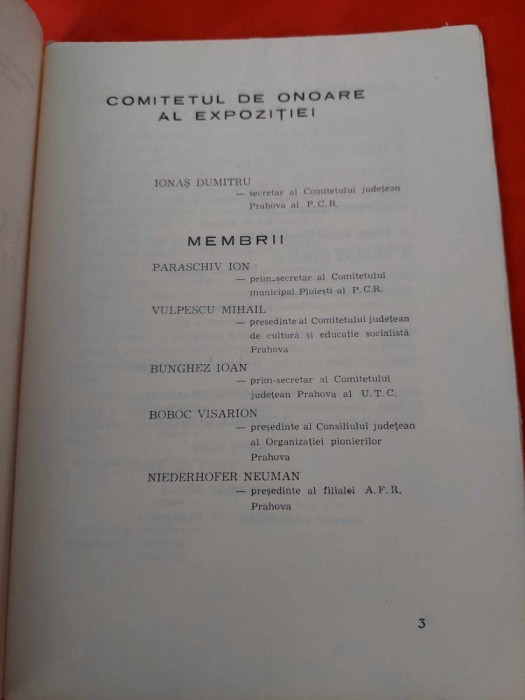 COMITETUL DE ONOARE
AL EXPOZIȚIEI
IONAȘ DUMITRU
— secretar al Comitetului județean
Prahova al P.C.R.
MEMBRII
PARASCHIV ION
— prim-secretar al Comitetului
municipal Ploiești al P.C.R.
VULPESCU MIHAIL
— președinte al Comitetului județean
de cultură si educație socialistă
Prahova
BUNGHEZ IOAN
— prim-secretar al Comitetului
județean Prahova al U.T.C.
BOBOC VISARION
— președinte al Consiliului județean
al Organizației pionierilor
Prahova
NIEDERHOFER NEUMAN
— președinte al filialei A.F.R.
Prahova
3